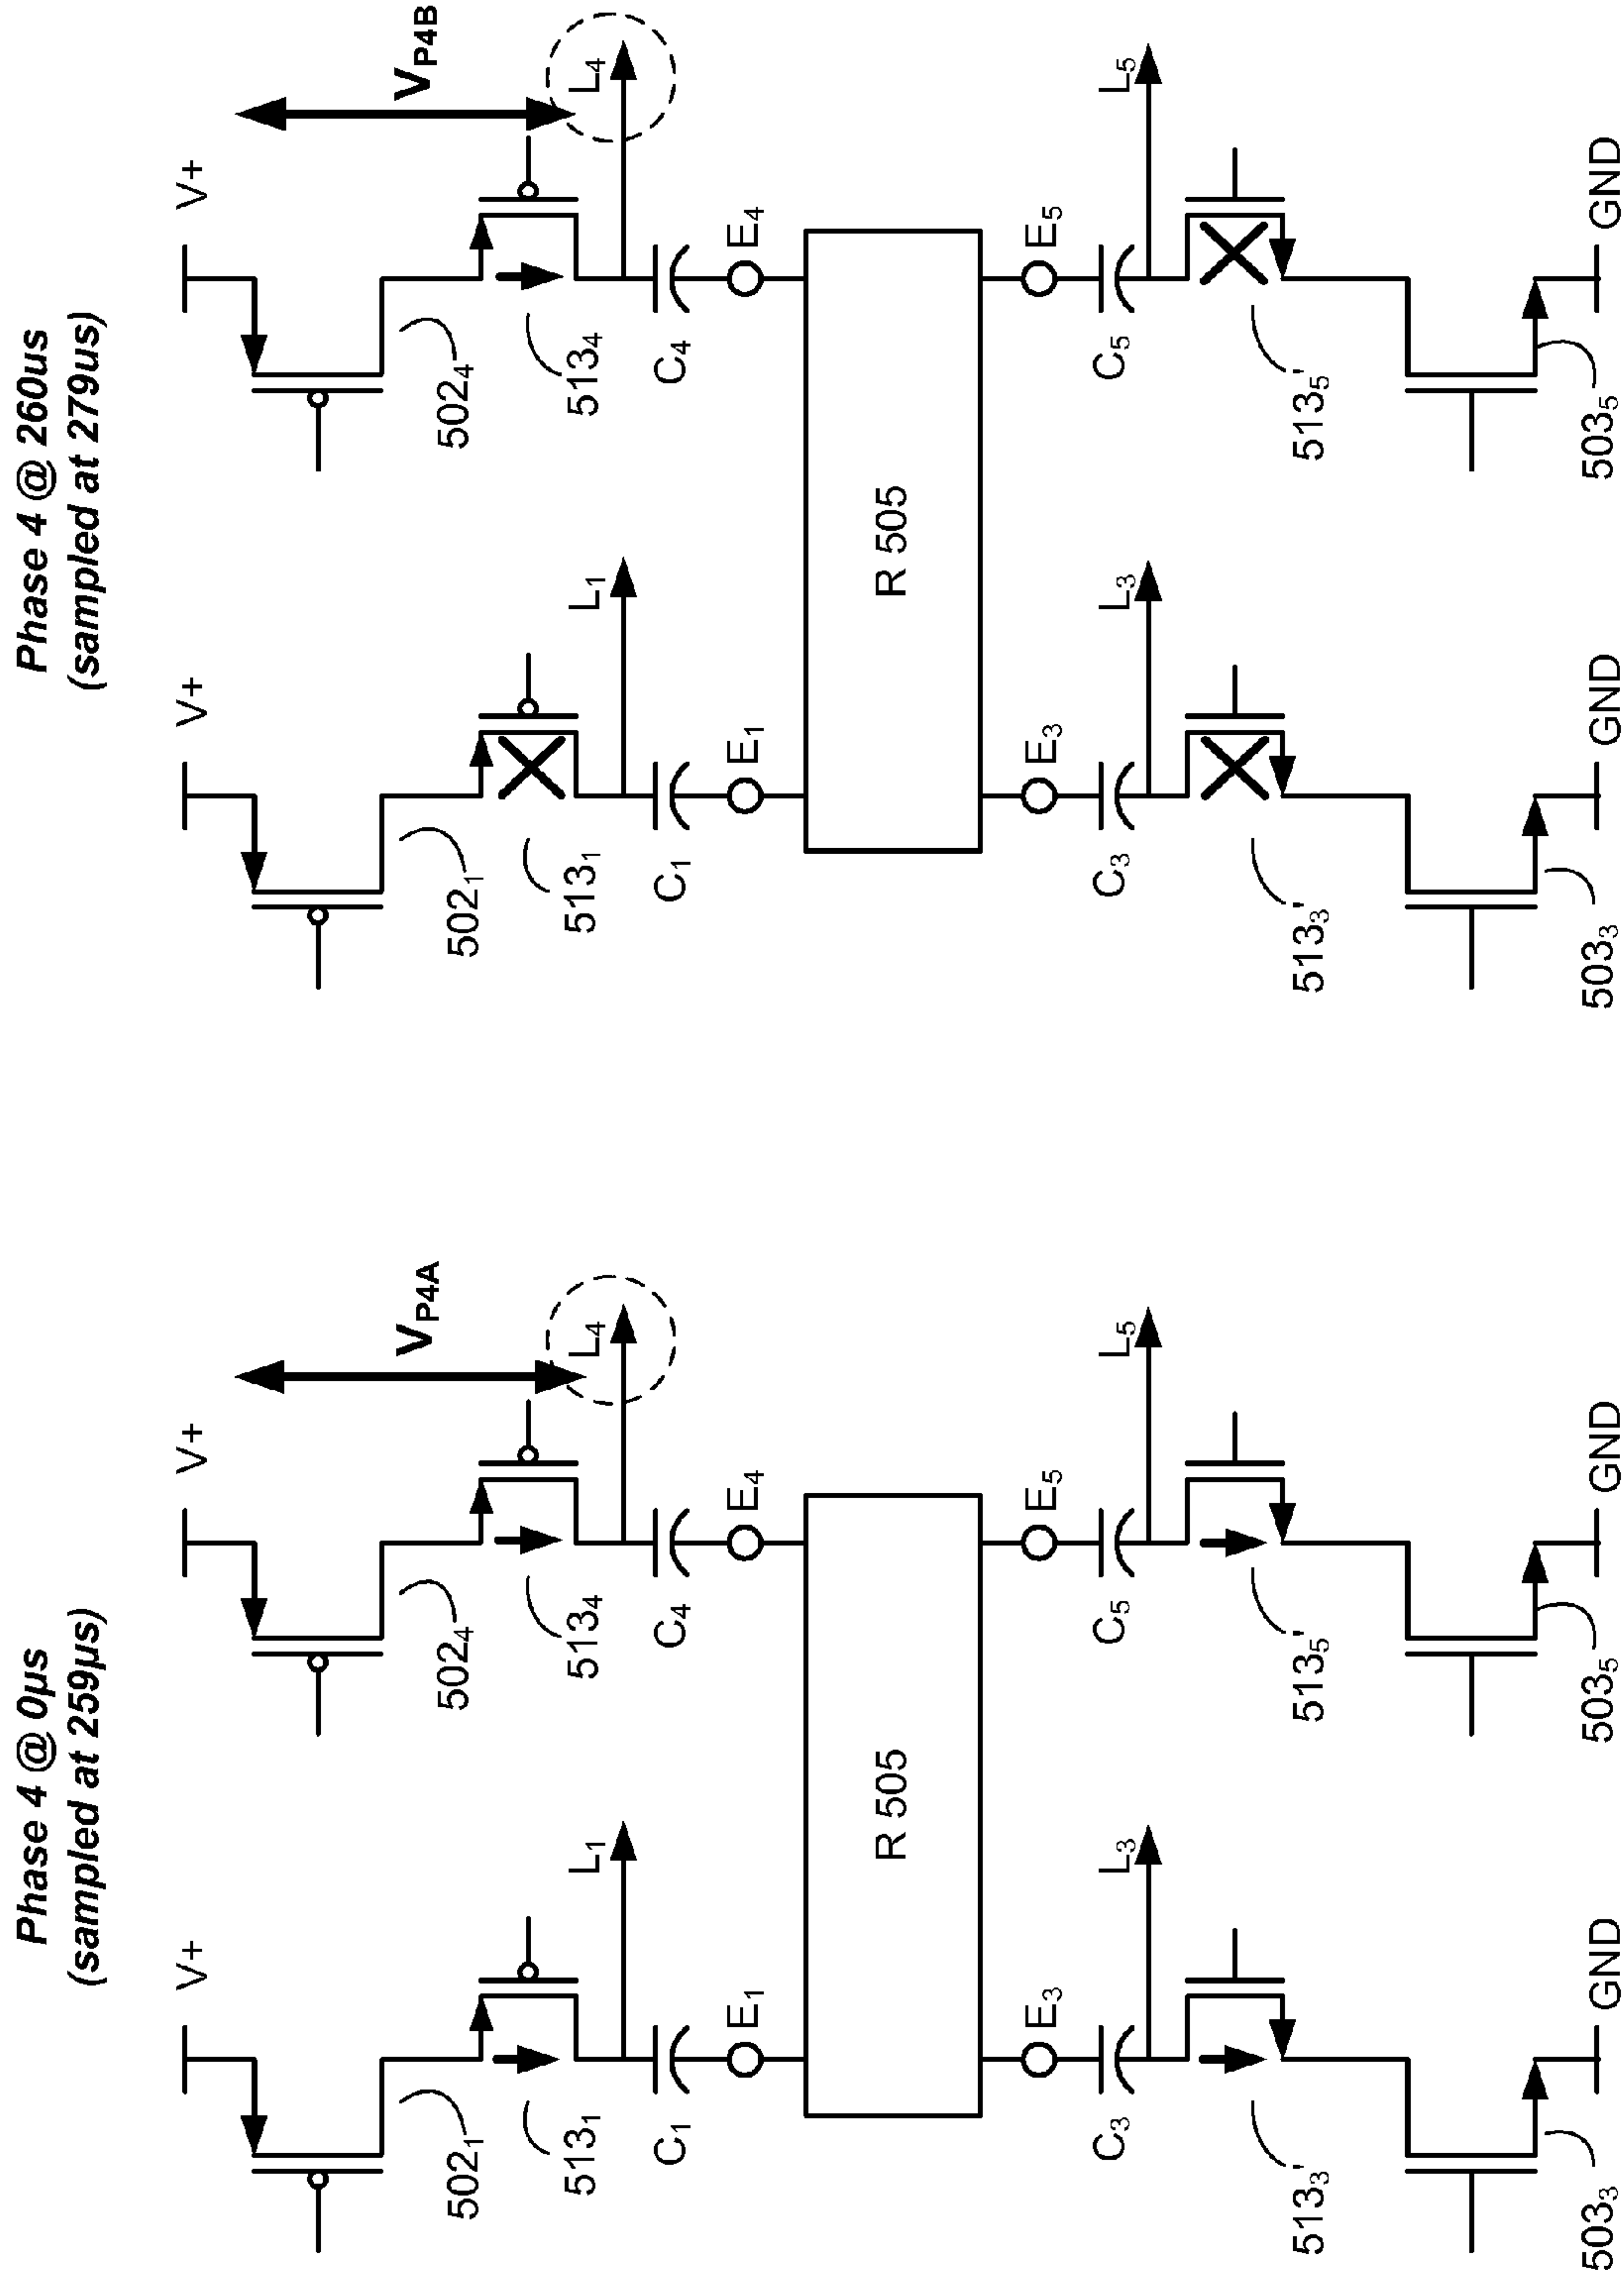 Phase 4 @ 260us
(sampled at 279us)
V+
V+
V_P4B
502₁
502₄
513₁
513₄
L₁
L₄
C₁
C₄
E₁
E₄
R 505
E₃
E₅
C₃
C₅
L₃
L₅
513₃'
513₅'
503₃
503₅
GND
GND
Phase 4 @ 0µs
(sampled at 259µs)
V+
V+
V_P4A
502₁
502₄
513₁
513₄
L₁
L₄
C₁
C₄
E₁
E₄
R 505
E₃
E₅
C₃
C₅
L₃
L₅
513₃'
513₅'
503₃
503₅
GND
GND